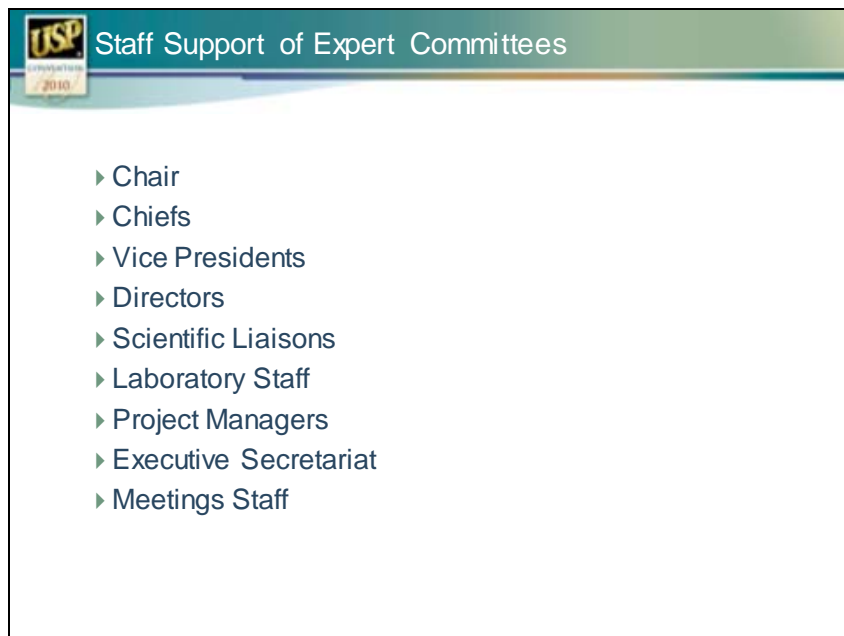 USP
Staff Support of Expert Committees
CONVENTION
2010
Chair
Chiefs
Vice Presidents
Directors
Scientific Liaisons
Laboratory Staff
Project Managers
Executive Secretariat
Meetings Staff